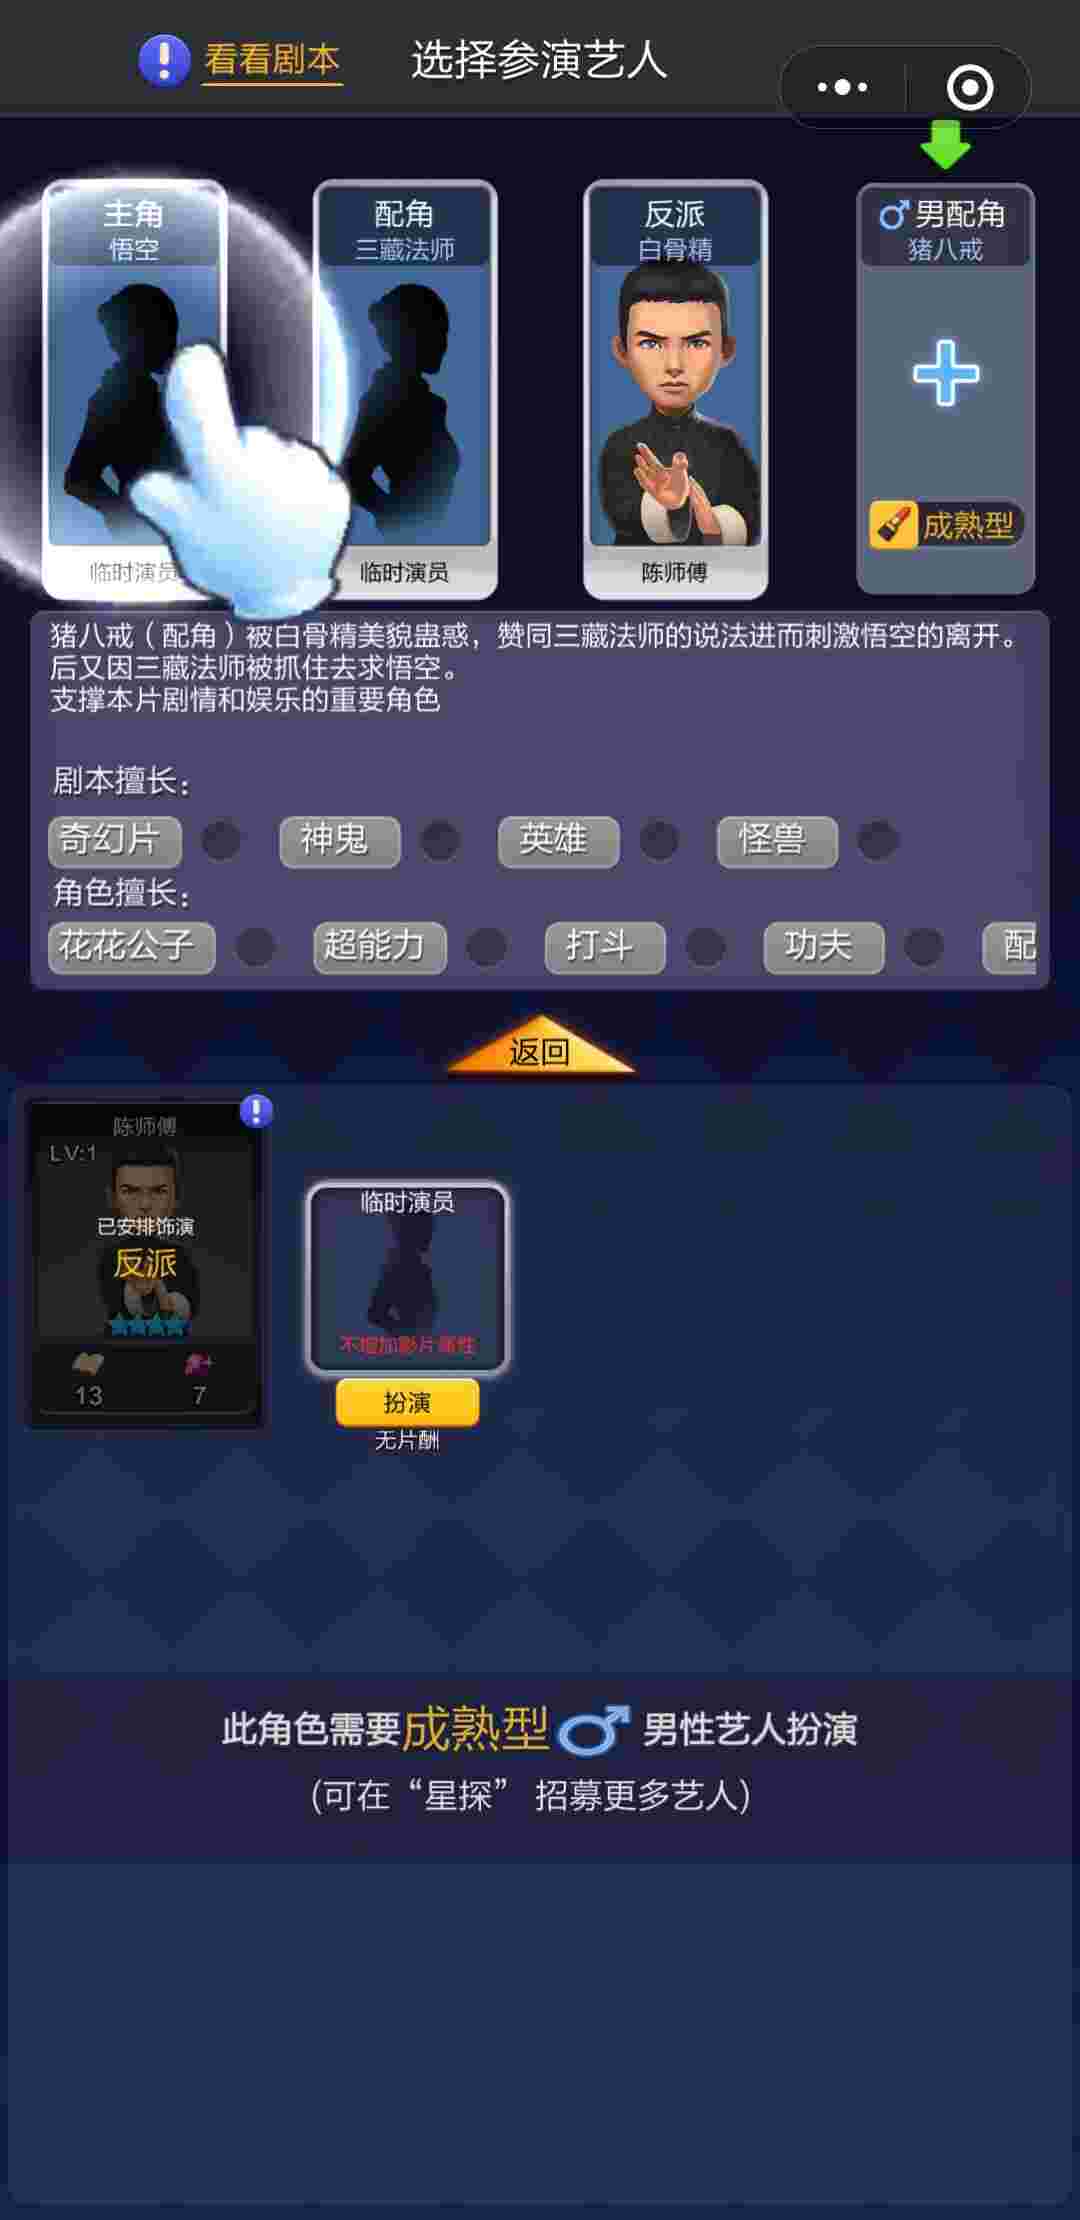 看看剧本
选择参演艺人
主角
悟空
临时演员
配角
三藏法师
临时演员
反派
白骨精
陈师傅
男配角
猪八戒
成熟型
猪八戒（配角）被白骨精美貌蛊惑，赞同三藏法师的说法进而刺激悟空的离开。
后又因三藏法师被抓住去求悟空。
支撑本片剧情和娱乐的重要角色
剧本擅长：
奇幻片 神鬼 英雄 怪兽
角色擅长：
花花公子 超能力 打斗 功夫 配
返回
陈师傅
LV:1
已安排饰演
反派
13 7
临时演员
不增加影片属性
扮演
无片酬
此角色需要成熟型 男性艺人扮演
(可在“星探” 招募更多艺人)